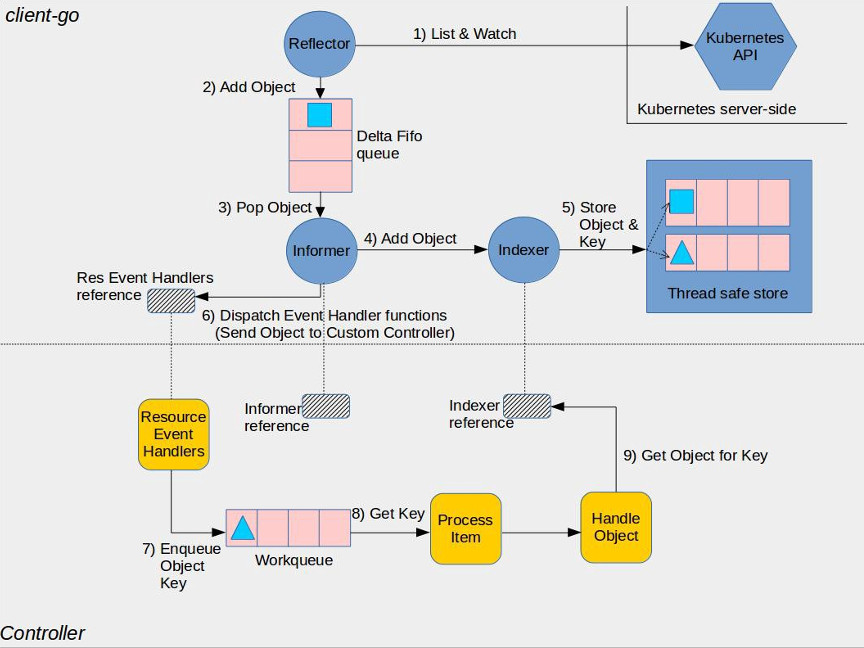 client-go
Reflector
1) List & Watch
Kubernetes
API
Kubernetes server-side
2) Add Object
Delta Fifo
queue
3) Pop Object
Informer
4) Add Object
Indexer
5) Store
Object &
Key
Thread safe store
Res Event Handlers
reference
6) Dispatch Event Handler functions
(Send Object to Custom Controller)
Resource
Event
Handlers
Informer
reference
Indexer
reference
9) Get Object for Key
7) Enqueue
Object
Key
Workqueue
8) Get Key
Process
Item
Handle
Object
Controller